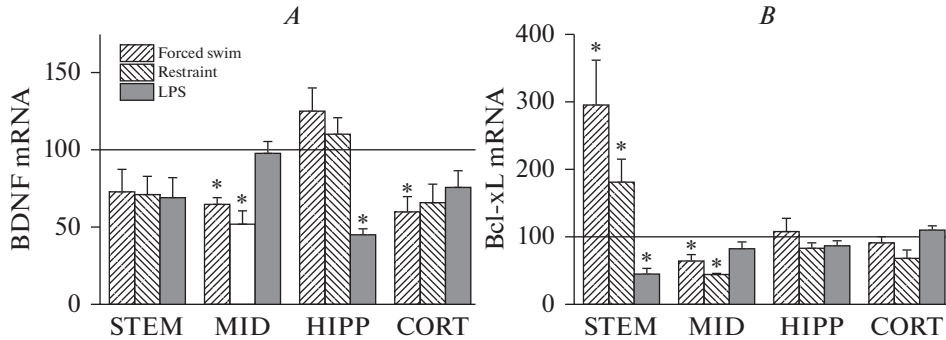 A
BDNF mRNA
150
100
50
0
Forced swim
Restraint
LPS
* * * *
STEM MID HIPP CORT
B
Bcl-xL mRNA
400
300
200
100
0
* * * * *
STEM MID HIPP CORT